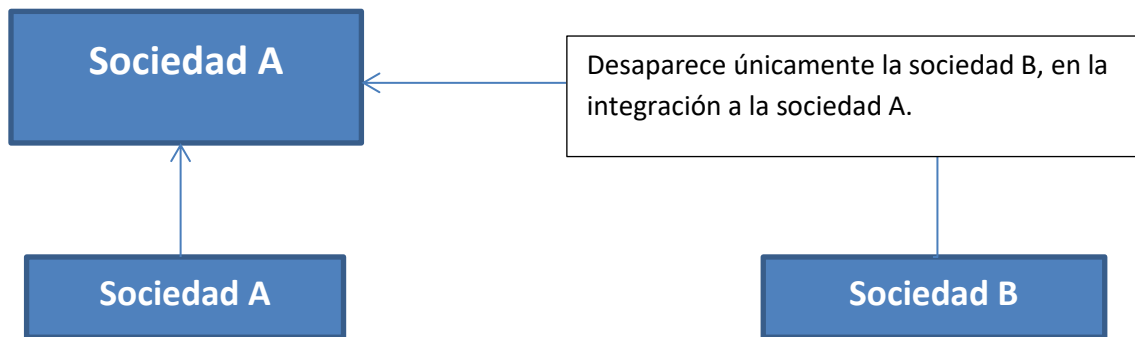 Sociedad A
Desaparece únicamente la sociedad B, en la
integración a la sociedad A.
Sociedad A
Sociedad B